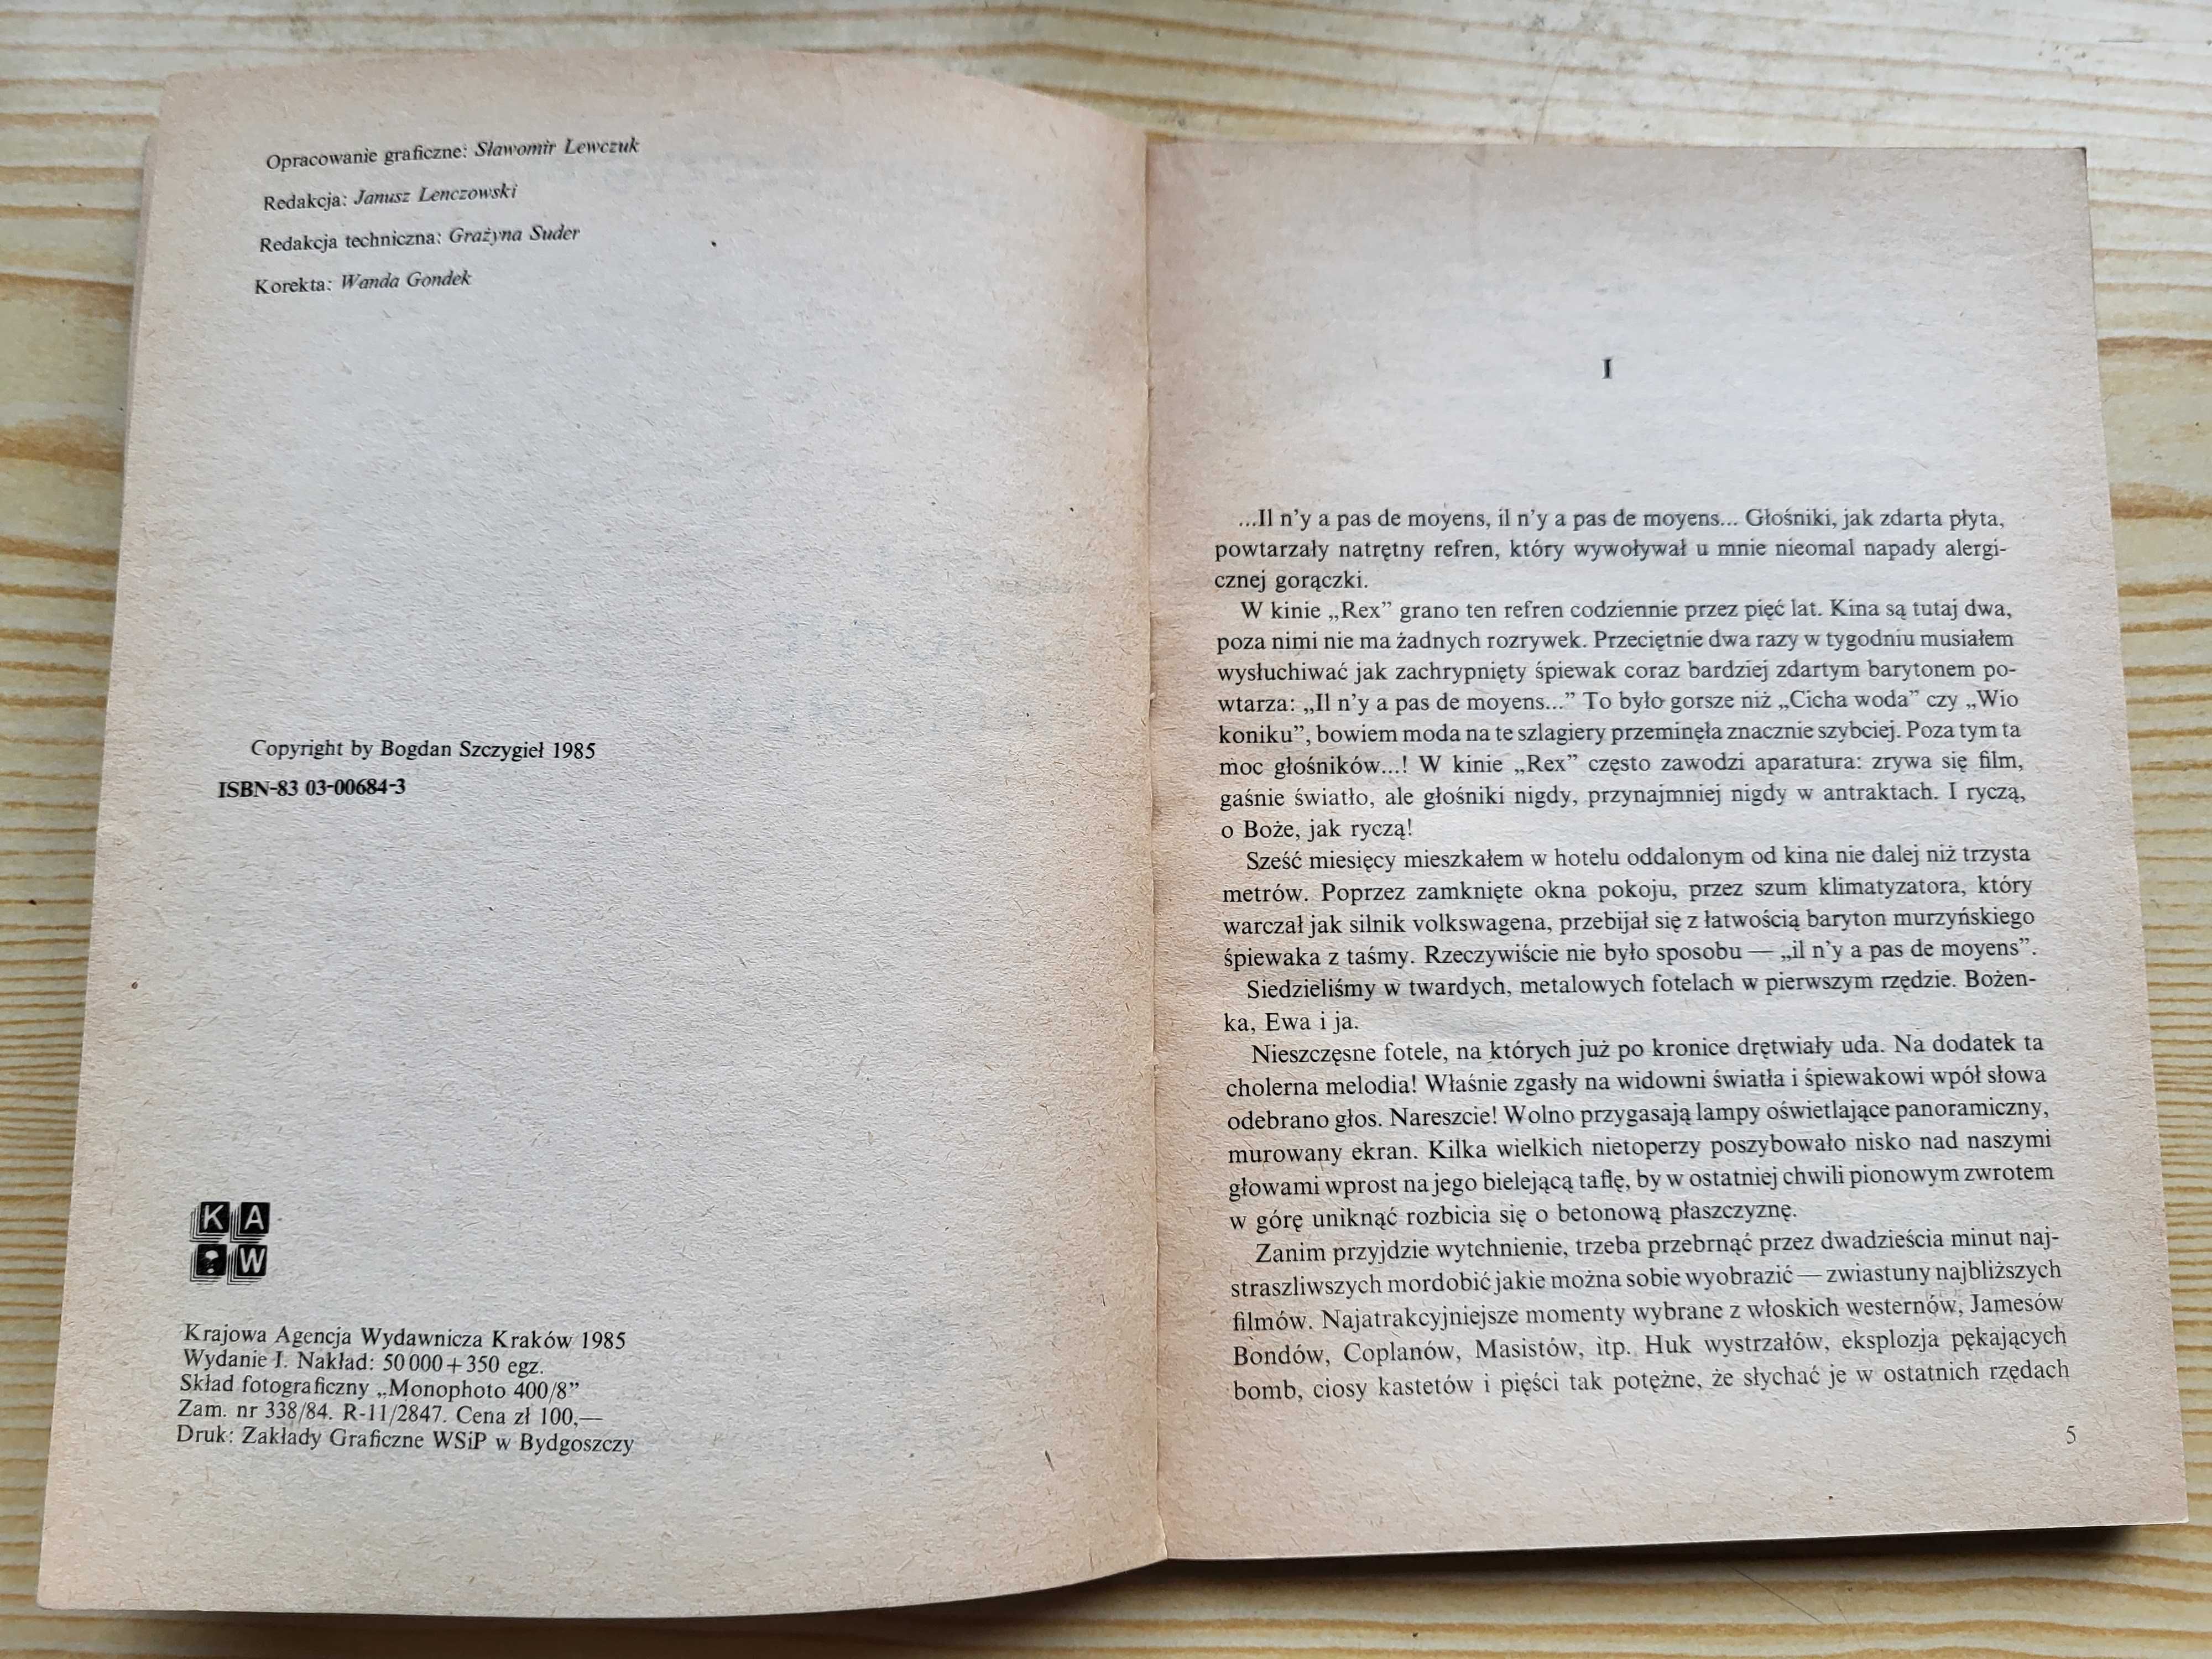 Opracowanie graficzne: Sławomir Lewczuk
Redakcja: Janusz Lenczowski
Redakcja techniczna: Grażyna Suder
Korekta: Wanda Gondek
Copyright by Bogdan Szczygieł 1985
ISBN-83 03-00684-3
K A
W
Krajowa Agencja Wydawnicza Kraków 1985
Wydanie I. Nakład: 50 000+350 egz.
Skład fotograficzny „Monophoto 400/8”
Zam. nr 338/84. R-11/2847. Cena zł 100,—
Druk: Zakłady Graficzne WSiP w Bydgoszczy
I
...Il n’y a pas de moyens, il n’y a pas de moyens... Głośniki, jak zdarta płyta,
powtarzały natrętny refren, który wywoływał u mnie nieomal napady alergi-
cznej gorączki.
W kinie „Rex” grano ten refren codziennie przez pięć lat. Kina są tutaj dwa,
poza nimi nie ma żadnych rozrywek. Przeciętnie dwa razy w tygodniu musiałem
wysłuchiwać jak zachrypnięty śpiewak coraz bardziej zdartym barytonem po-
wtarza: „Il n’y a pas de moyens...” To było gorsze niż „Cicha woda” czy „Wio
koniku”, bowiem moda na te szlagiery przeminęła znacznie szybciej. Poza tym ta
moc głośników...! W kinie „Rex” często zawodzi aparatura: zrywa się film,
gaśnie światło, ale głośniki nigdy, przynajmniej nigdy w antraktach. I ryczą,
o Boże, jak ryczą!
Sześć miesięcy mieszkałem w hotelu oddalonym od kina nie dalej niż trzysta
metrów. Poprzez zamknięte okna pokoju, przez szum klimatyzatora, który
warczał jak silnik volkswagena, przebijał się z łatwością baryton murzyńskiego
śpiewaka z taśmy. Rzeczywiście nie było sposobu — „il n’y a pas de moyens”.
Siedzieliśmy w twardych, metalowych fotelach w pierwszym rzędzie. Bożen-
ka, Ewa i ja.
Nieszczęsne fotele, na których już po kronice drętwiały uda. Na dodatek ta
cholerna melodia! Właśnie zgasły na widowni światła i śpiewakowi wpół słowa
odebrano głos. Nareszcie! Wolno przygasają lampy oświetlające panoramiczny,
murowany ekran. Kilka wielkich nietoperzy poszybowało nisko nad naszymi
głowami wprost na jego bielejącą taflę, by w ostatniej chwili pionowym zwrotem
w górę uniknąć rozbicia się o betonową płaszczyznę.
Zanim przyjdzie wytchnienie, trzeba przebrnąć przez dwadzieścia minut naj-
straszliwszych mordobić jakie można sobie wyobrazić — zwiastuny najbliższych
filmów. Najatrakcyjniejsze momenty wybrane z włoskich westernów, Jamesów
Bondów, Coplanów, Masistów, itp. Huk wystrzałów, eksplozja pękających
bomb, ciosy kastetów i pięści tak potężne, że słychać je w ostatnich rzędach
5